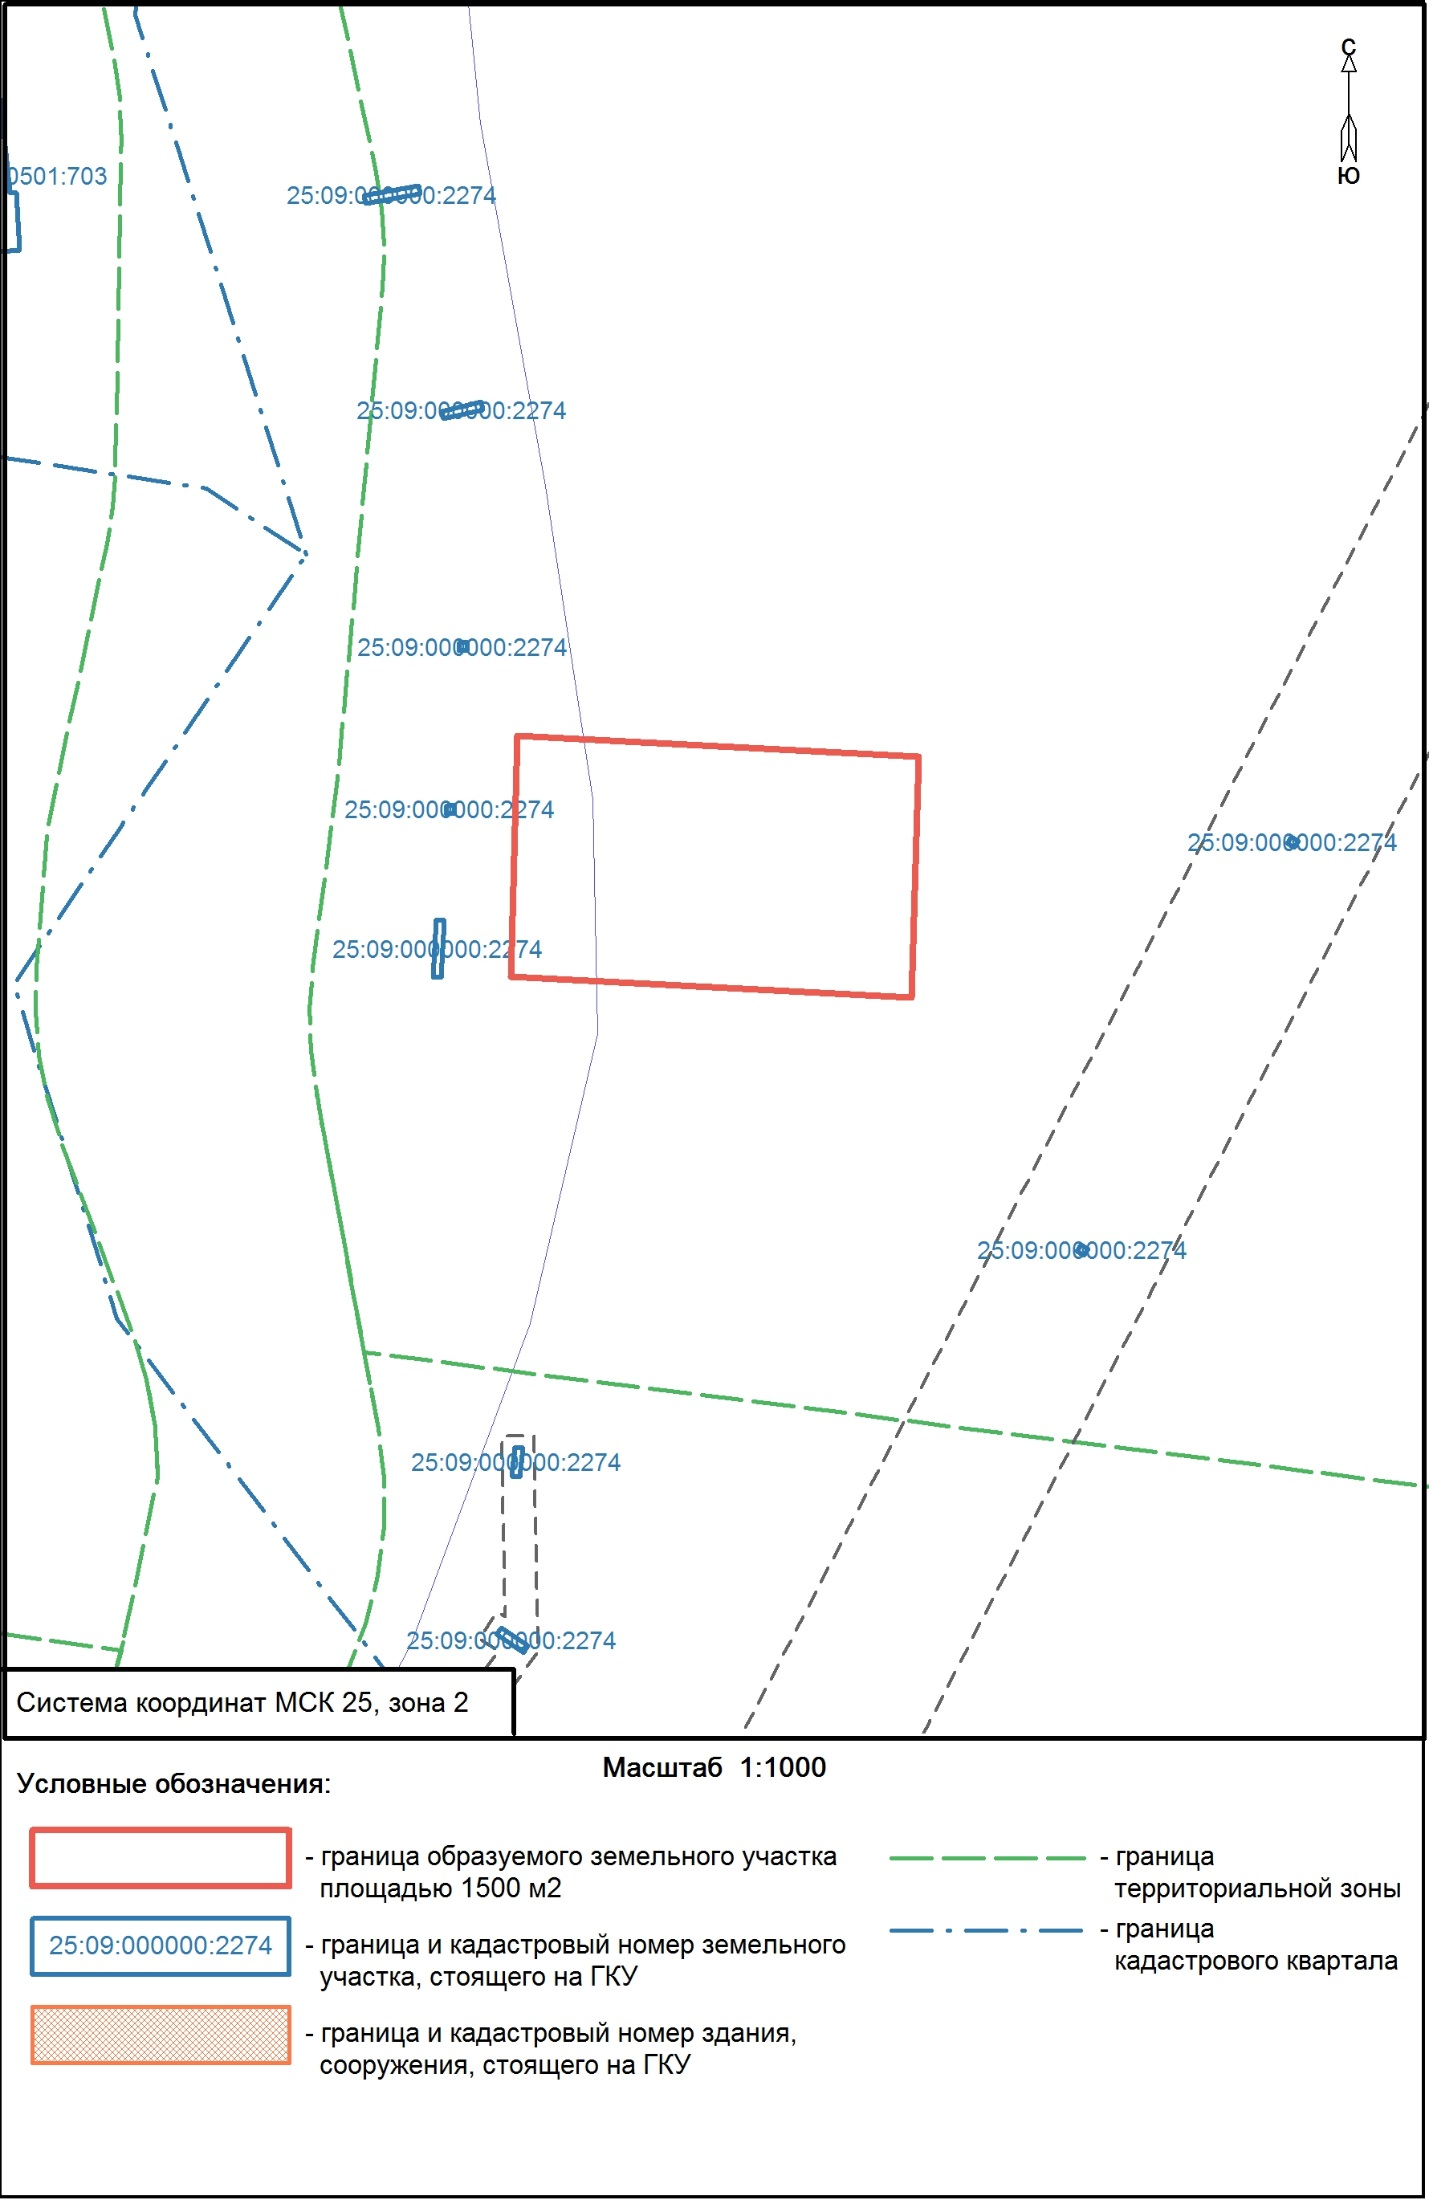 С
Ю
0501:703
25:09:000000:2274
25:09:000000:2274
25:09:000000:2274
25:09:000000:2274
25:09:000000:2274
25:09:000000:2274
25:09:000000:2274
25:09:000000:2274
25:09:000000:2274
Система координат МСК 25, зона 2
Масштаб 1:1000
Условные обозначения:
- граница образуемого земельного участка
площадью 1500 м2
25:09:000000:2274
- граница и кадастровый номер земельного
участка, стоящего на ГКУ
- граница и кадастровый номер здания,
сооружения, стоящего на ГКУ
- граница
территориальной зоны
- граница
кадастрового квартала